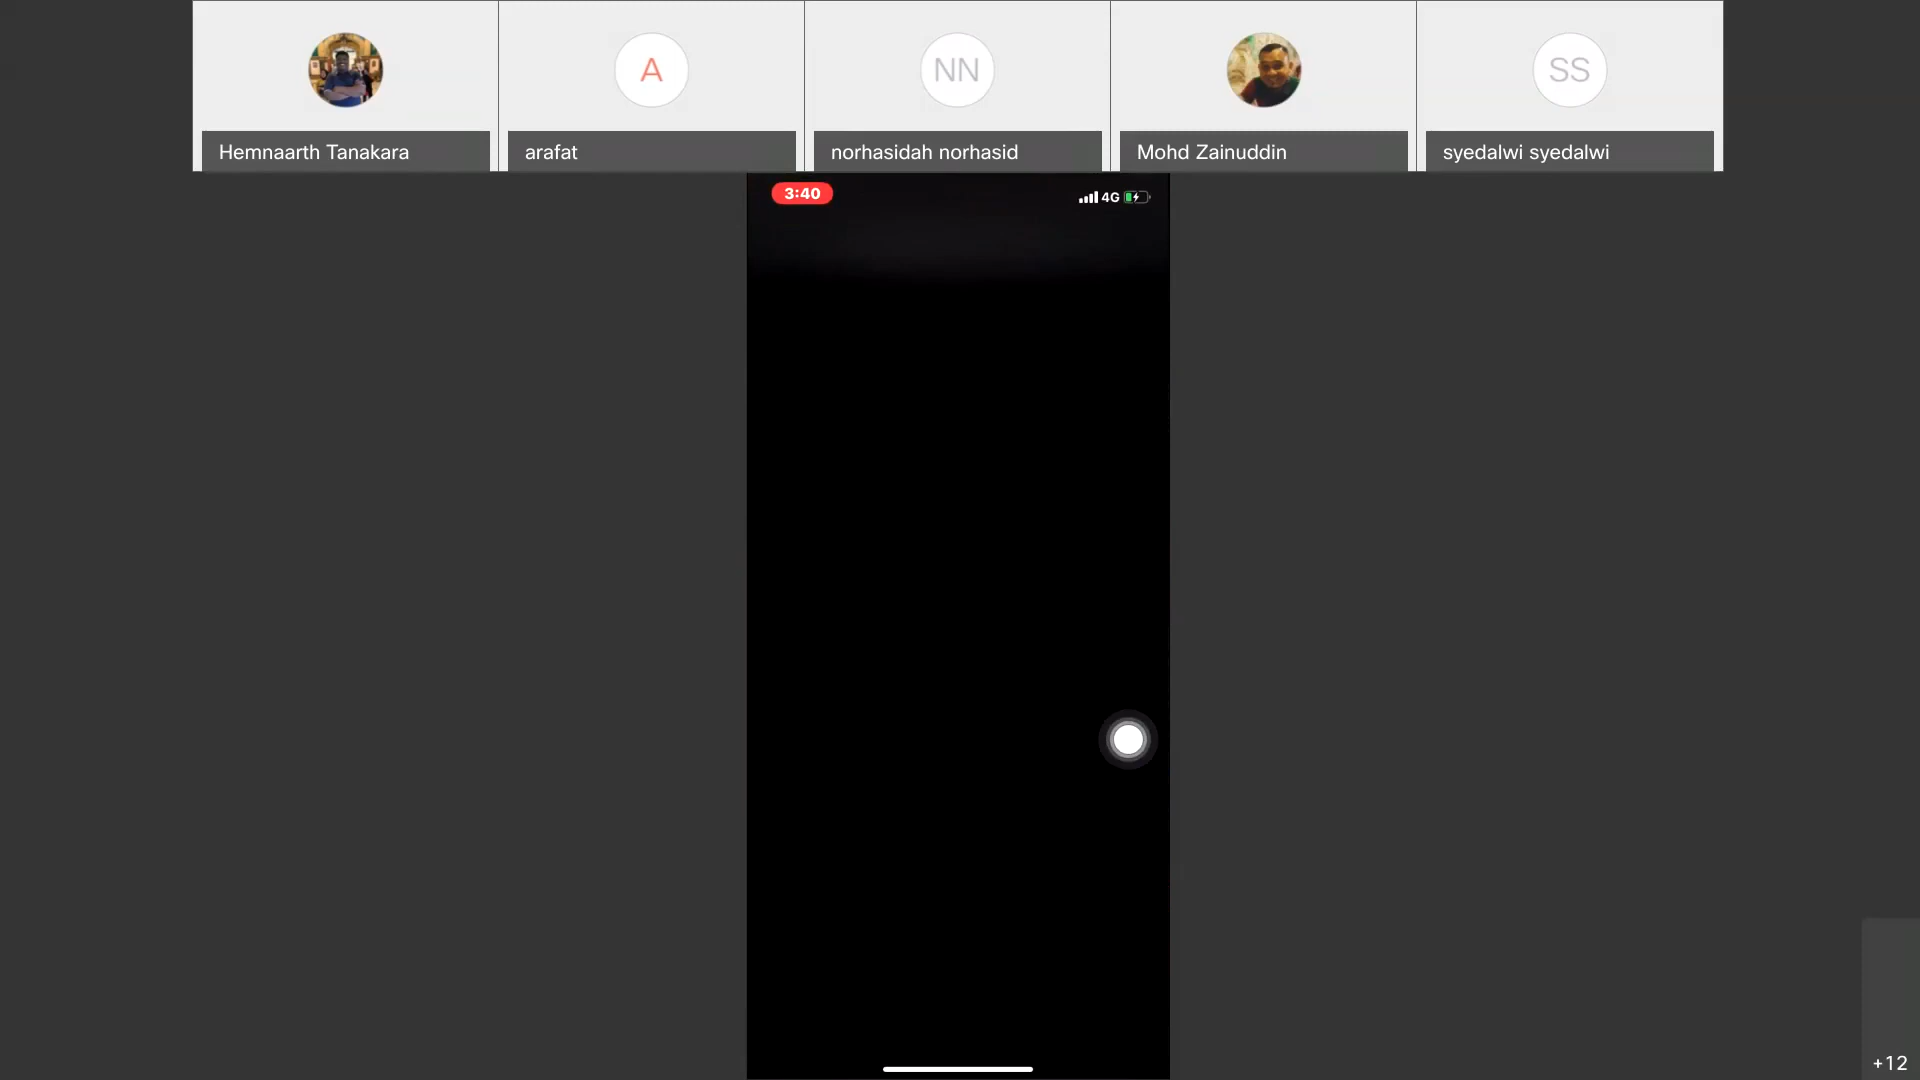 A
NN
SS
Hemnaarth Tanakara
arafat
norhasidah norhasid
Mohd Zainuddin
syedalwi syedalwi
3:40
4G
+12